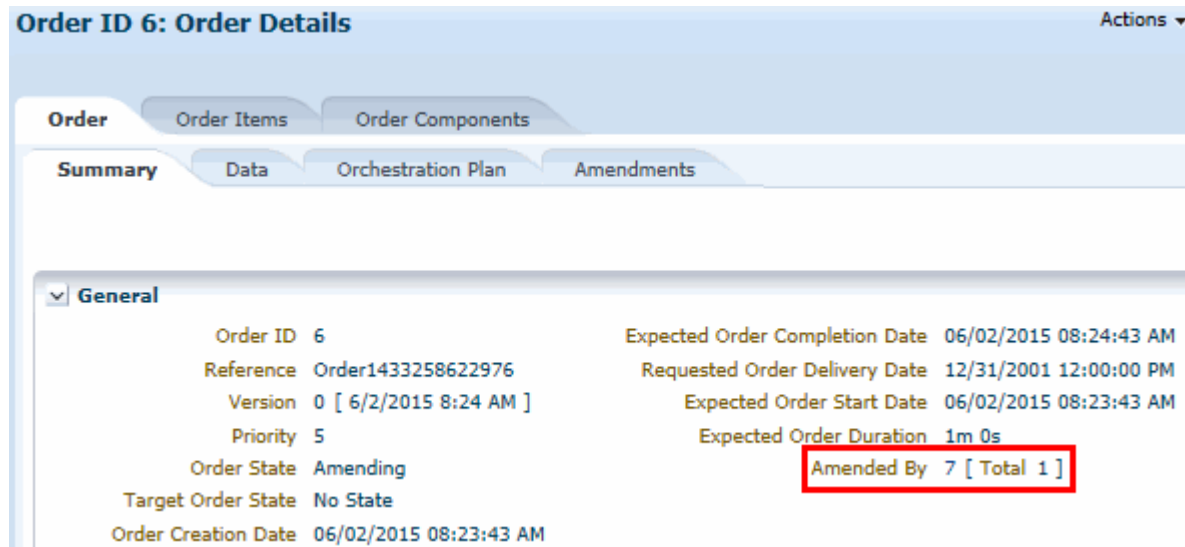 Order ID 6: Order Details
Actions
Order Order Items Order Components
Summary Data Orchestration Plan Amendments
General
Order ID 6 Expected Order Completion Date 06/02/2015 08:24:43 AM
Reference Order1433258622976 Requested Order Delivery Date 12/31/2001 12:00:00 PM
Version 0 [ 6/2/2015 8:24 AM ] Expected Order Start Date 06/02/2015 08:23:43 AM
Priority 5 Expected Order Duration 1m 0s
Order State Amending Amended By 7 [ Total 1 ]
Target Order State No State
Order Creation Date 06/02/2015 08:23:43 AM